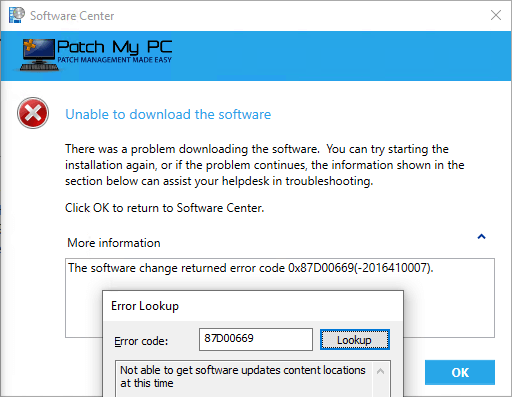 Software Center
Patch My PC
PATCH MANAGEMENT MADE EASY
Unable to download the software
There was a problem downloading the software.  You can try starting the
installation again, or if the problem continues, the information shown in the
section below can assist your helpdesk in troubleshooting.
Click OK to return to Software Center.
More information
The software change returned error code 0x87D00669(-2016410007).
Error Lookup
Error code:
87D00669
Lookup
Not able to get software updates content locations
at this time
OK